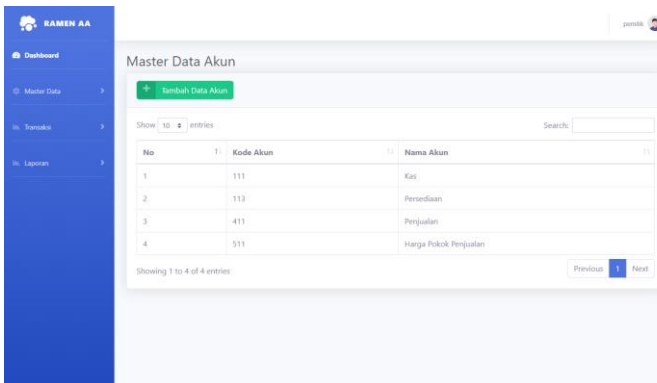 RAMEN AA
pemilik
Dashboard
Master Data
Transaksi
Laporan
Master Data Akun
+ Tambah Data Akun
Show 10 entries
Search:
No Kode Akun Nama Akun
1 111 Kas
2 113 Persediaan
3 411 Penjualan
4 511 Harga Pokok Penjualan
Showing 1 to 4 of 4 entries
Previous 1 Next